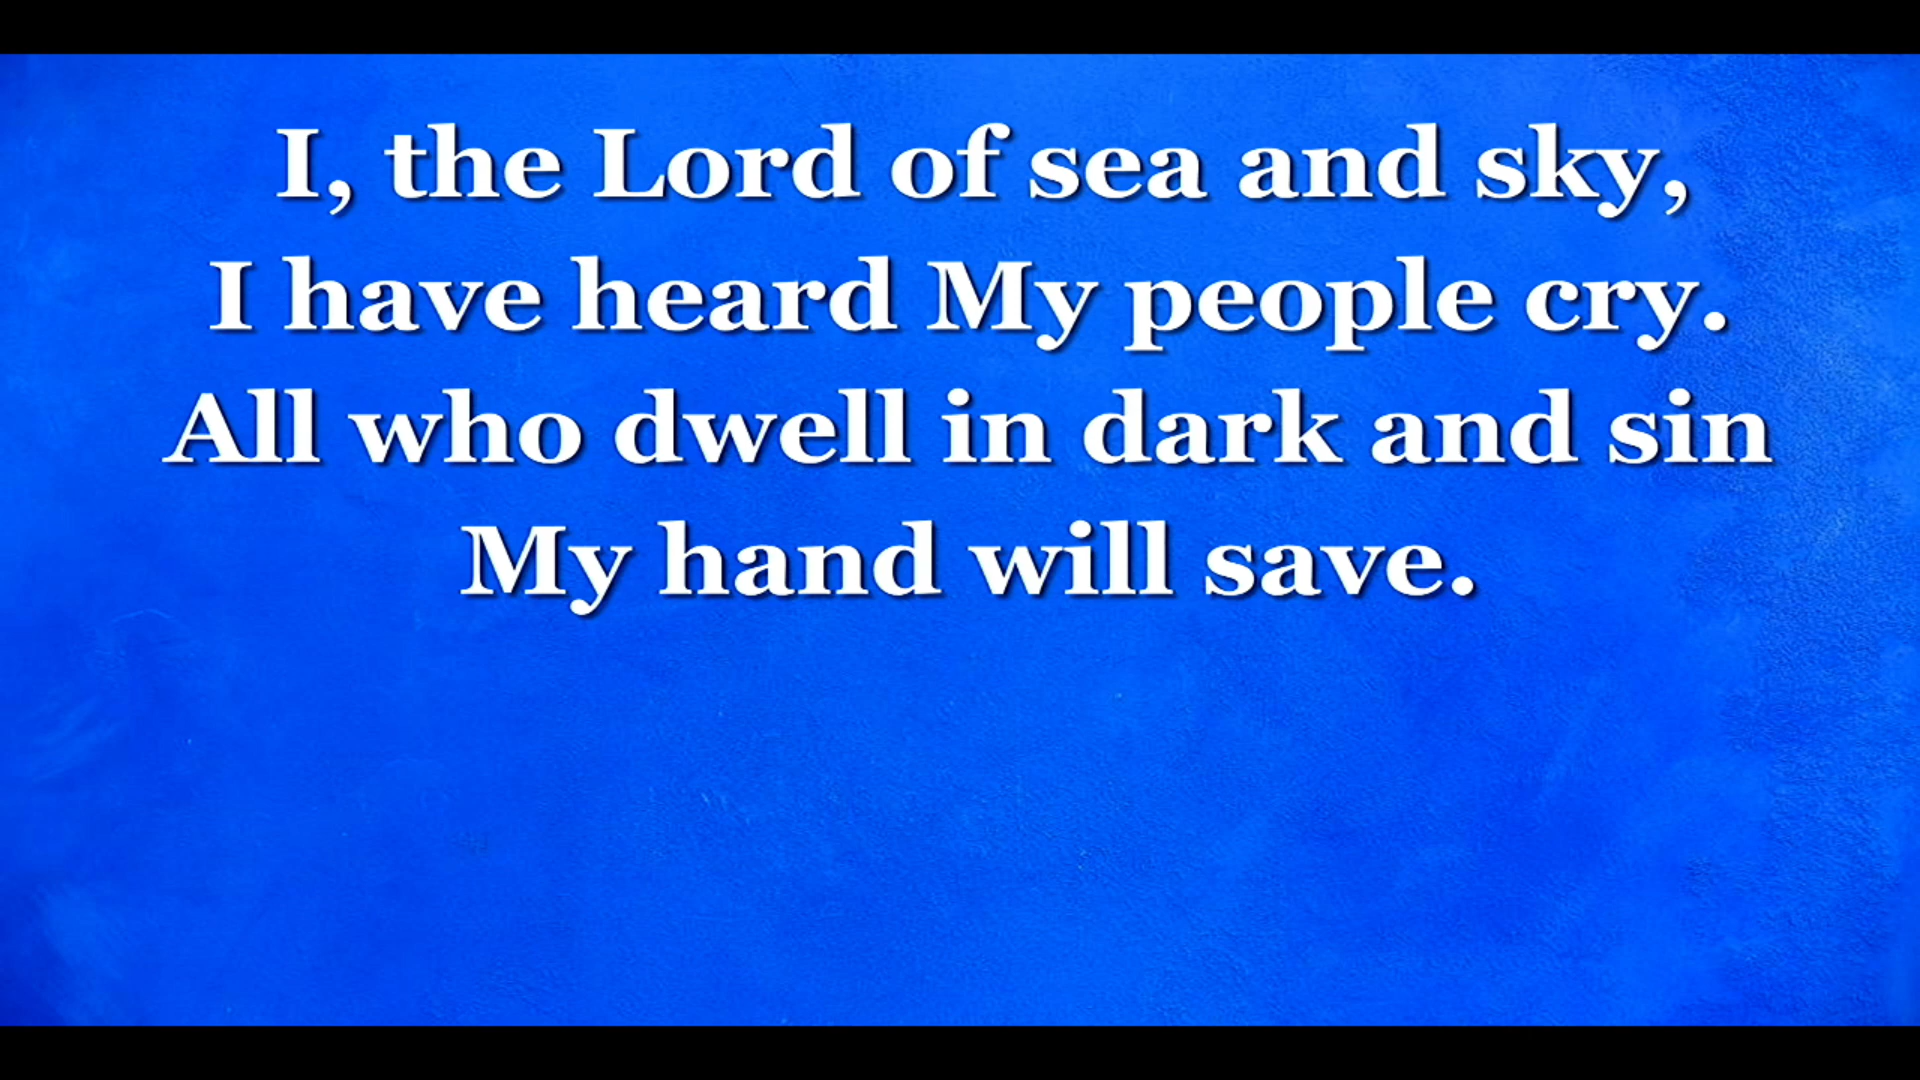 I, the Lord of sea and sky,
I have heard My people cry.
All who dwell in dark and sin
My hand will save.